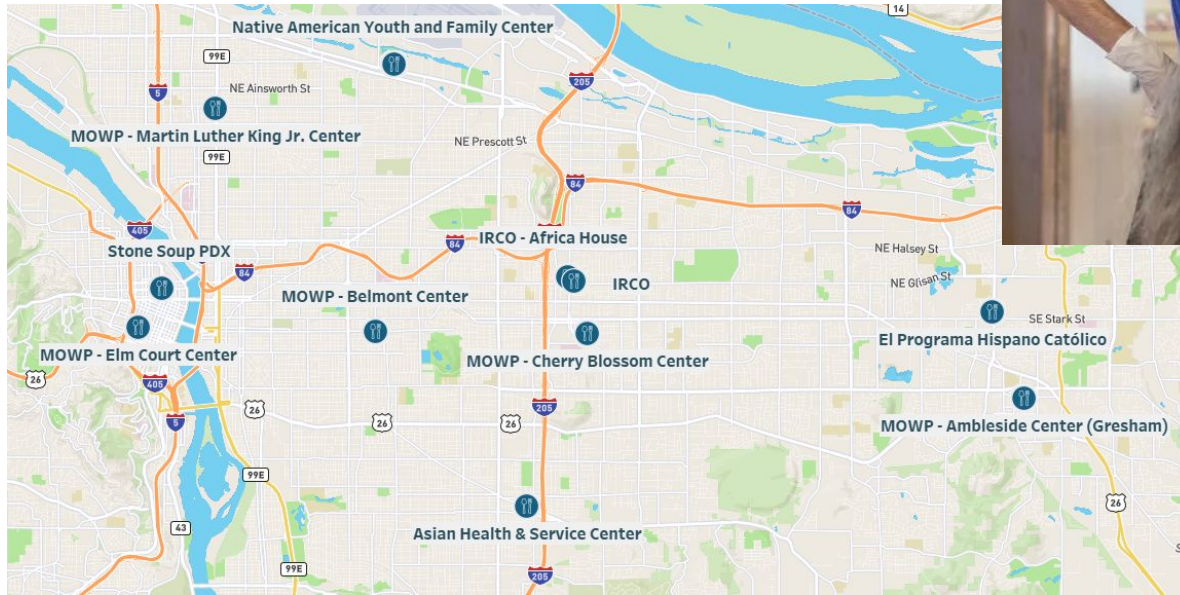 14
Native American Youth and Family Center
99E
5
205
NE Ainsworth St
MOWP - Martin Luther King Jr. Center
NE Prescott St
99E
84
84
405
IRCO - Africa House
Stone Soup PDX
84
84
NE Halsey St
IRCO
NE Glisan St
MOWP - Belmont Center
SE Stark St
El Programa Hispano Católico
MOWP - Elm Court Center
MOWP - Cherry Blossom Center
26
405
205
26
26
26
5
MOWP - Ambleside Center (Gresham)
99E
26
43
Asian Health & Service Center
99E
205